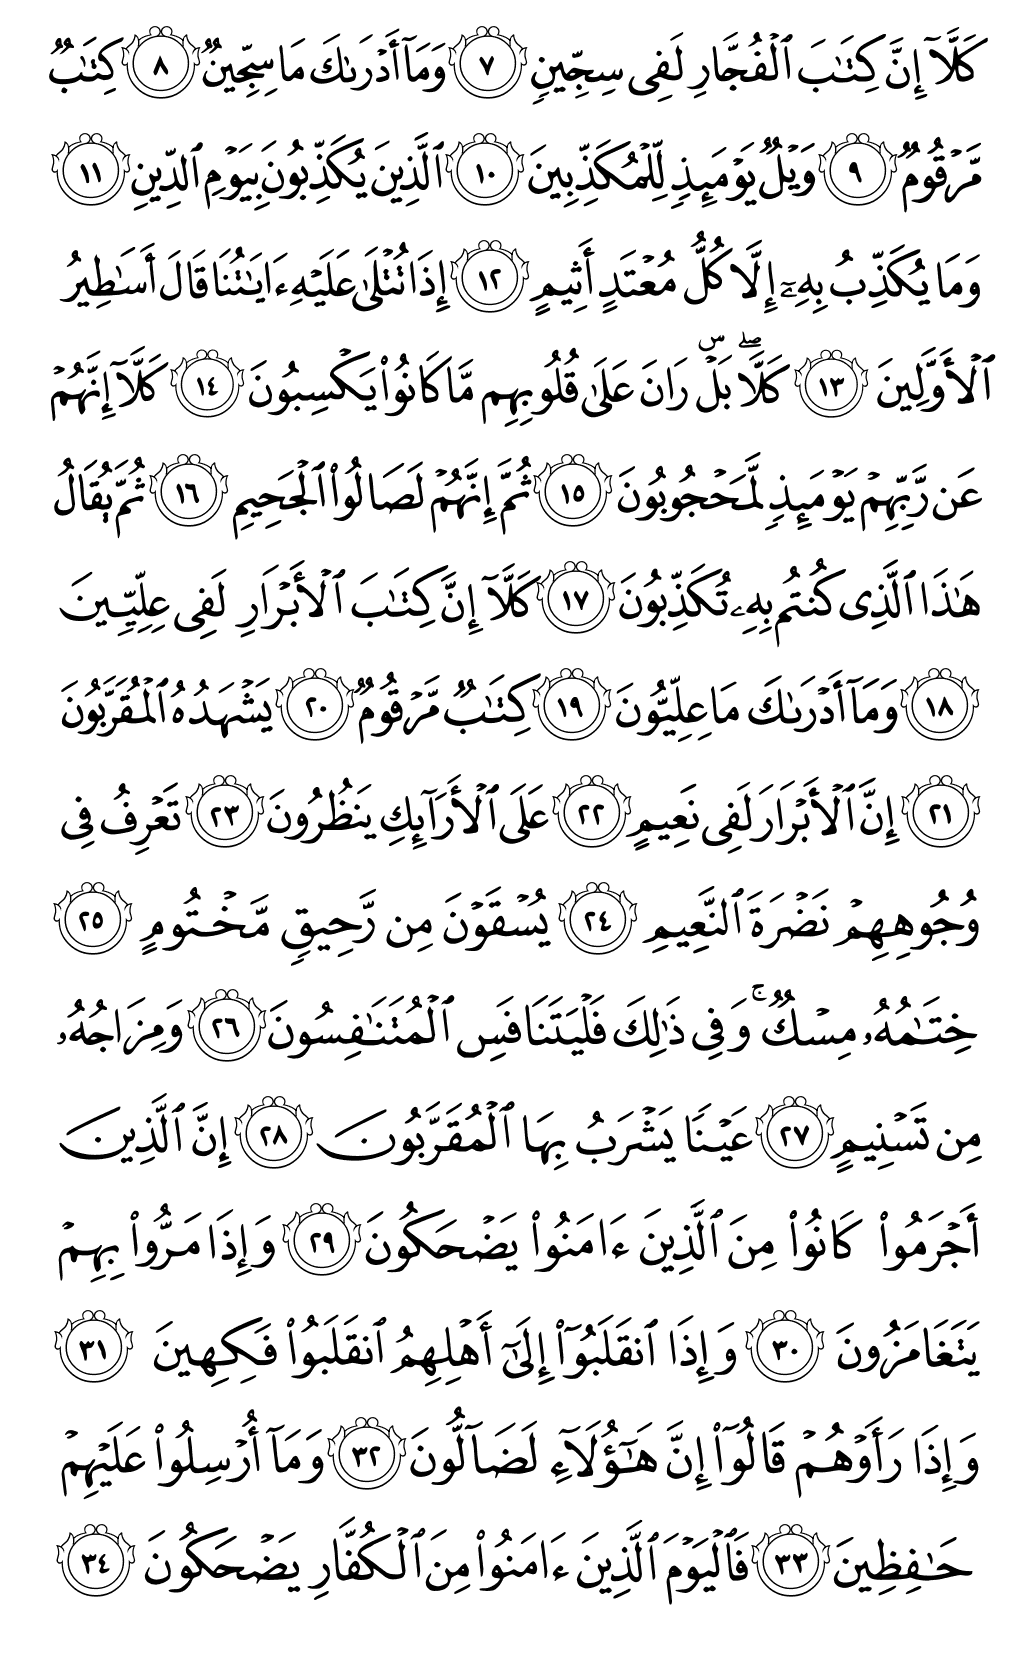 كَلَّآ إِنَّ كِتَٰبَ ٱلْفُجَّارِ لَفِى سِجِّينٍ ٧ وَمَآ أَدْرَىٰكَ مَا سِجِّينٌ ٨ كِتَٰبٌ
مَّرْقُومٌ ٩ وَيْلٌ يَوْمَئِذٍ لِّلْمُكَذِّبِينَ ١٠ ٱلَّذِينَ يُكَذِّبُونَ بِيَوْمِ ٱلدِّينِ ١١
وَمَا يُكَذِّبُ بِهِۦٓ إِلَّا كُلُّ مُعْتَدٍ أَثِيمٍ ١٢ إِذَا تُتْلَىٰ عَلَيْهِ ءَايَٰتُنَا قَالَ أَسَٰطِيرُ
ٱلْأَوَّلِينَ ١٣ كَلَّاۖ بَلْۜ رَانَ عَلَىٰ قُلُوبِهِم مَّا كَانُوا۟ يَكْسِبُونَ ١٤ كَلَّآ إِنَّهُمْ
عَن رَّبِّهِمْ يَوْمَئِذٍ لَّمَحْجُوبُونَ ١٥ ثُمَّ إِنَّهُمْ لَصَالُوا۟ ٱلْجَحِيمِ ١٦ ثُمَّ يُقَالُ
هَٰذَا ٱلَّذِى كُنتُم بِهِۦ تُكَذِّبُونَ ١٧ كَلَّآ إِنَّ كِتَٰبَ ٱلْأَبْرَارِ لَفِى عِلِّيِّينَ
١٨ وَمَآ أَدْرَىٰكَ مَا عِلِّيُّونَ ١٩ كِتَٰبٌ مَّرْقُومٌ ٢٠ يَشْهَدُهُ ٱلْمُقَرَّبُونَ
٢١ إِنَّ ٱلْأَبْرَارَ لَفِى نَعِيمٍ ٢٢ عَلَى ٱلْأَرَآئِكِ يَنظُرُونَ ٢٣ تَعْرِفُ فِى
وُجُوهِهِمْ نَضْرَةَ ٱلنَّعِيمِ ٢٤ يُسْقَوْنَ مِن رَّحِيقٍ مَّخْتُومٍ ٢٥
خِتَٰمُهُۥ مِسْكٌۚ وَفِى ذَٰلِكَ فَلْيَتَنَافَسِ ٱلْمُتَنَٰفِسُونَ ٢٦ وَمِزَاجُهُۥ
مِن تَسْنِيمٍ ٢٧ عَيْنًا يَشْرَبُ بِهَا ٱلْمُقَرَّبُونَ ٢٨ إِنَّ ٱلَّذِينَ
أَجْرَمُوا۟ كَانُوا۟ مِنَ ٱلَّذِينَ ءَامَنُوا۟ يَضْحَكُونَ ٢٩ وَإِذَا مَرُّوا۟ بِهِمْ
يَتَغَامَزُونَ ٣٠ وَإِذَا ٱنقَلَبُوٓا۟ إِلَىٰٓ أَهْلِهِمُ ٱنقَلَبُوا۟ فَكِهِينَ ٣١
وَإِذَا رَأَوْهُمْ قَالُوٓا۟ إِنَّ هَٰٓؤُلَآءِ لَضَآلُّونَ ٣٢ وَمَآ أُرْسِلُوا۟ عَلَيْهِمْ
حَٰفِظِينَ ٣٣ فَٱلْيَوْمَ ٱلَّذِينَ ءَامَنُوا۟ مِنَ ٱلْكُفَّارِ يَضْحَكُونَ ٣٤